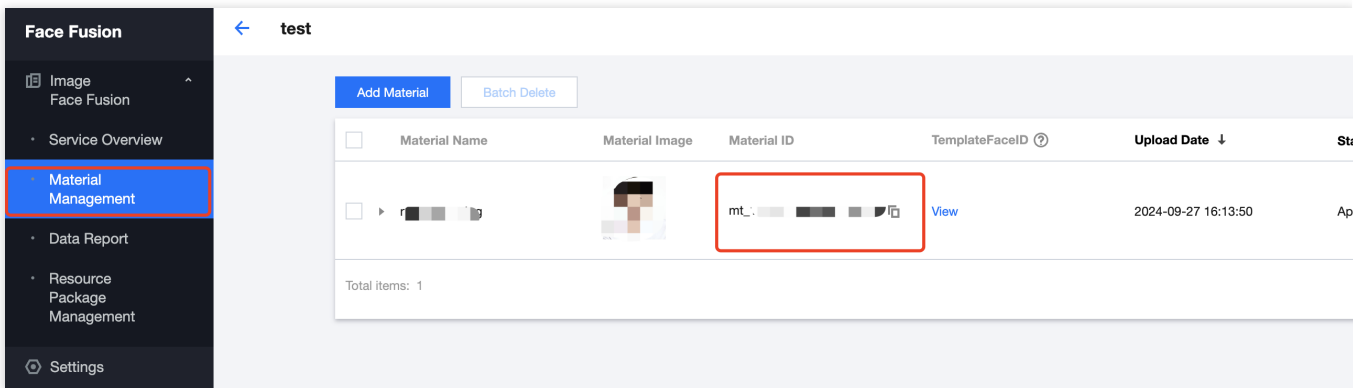 Face Fusion
test
Image
Face Fusion
Service Overview
Material
Management
Data Report
Resource
Package
Management
Settings
Add Material
Batch Delete
Material Name
Material Image
Material ID
TemplateFaceID
Upload Date
mt_
View
2024-09-27 16:13:50
Total items: 1